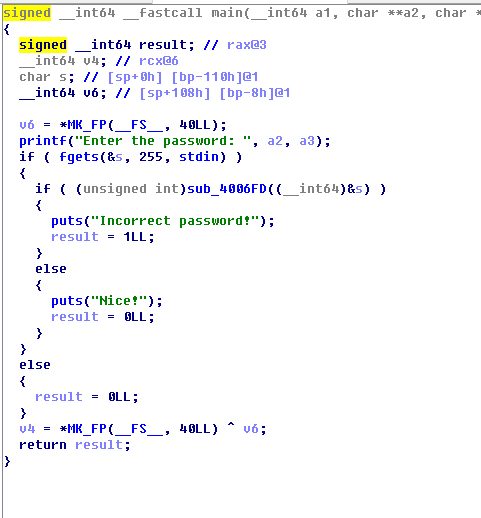 signed __int64 __fastcall main(__int64 a1, char **a2, char *
{
signed __int64 result; // rax@3
__int64 v4; // rcx@6
char s; // [sp+0h] [bp-110h]@1
__int64 v6; // [sp+108h] [bp-8h]@1
v6 = *MK_FP(__FS__, 40LL);
printf("Enter the password: ", a2, a3);
if ( fgets(&s, 255, stdin) )
{
if ( (unsigned int)sub_4006FD((__int64)&s) )
{
puts("Incorrect password!");
result = 1LL;
}
else
{
puts("Nice!");
result = 0LL;
}
}
else
{
result = 0LL;
}
v4 = *MK_FP(__FS__, 40LL) ^ v6;
return result;
}